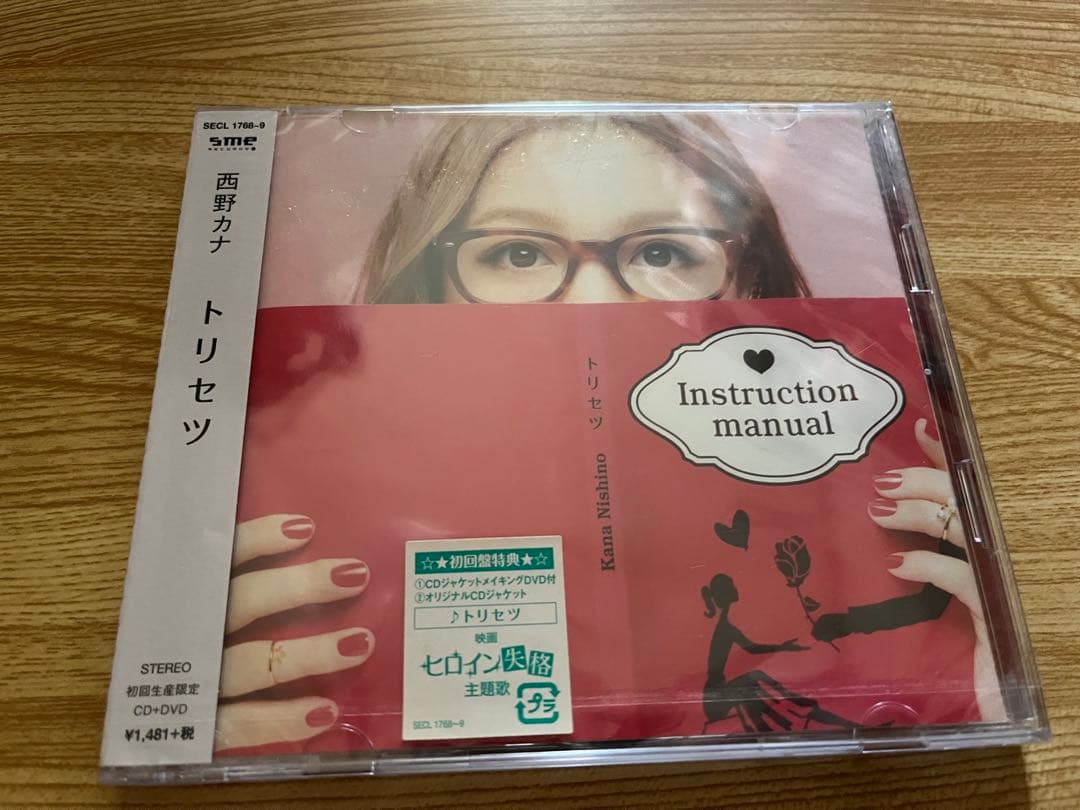 SECL 1768~9
sme
西野カナ
トリセツ
STEREO
初回生産限定
CD+DVD
¥1,481+税
Instruction
manual
トリセツ Kana Nishino
☆★初回盤特典★☆
①CDジャケットメイキングDVD付
②オリジナルCDジャケット
♪トリセツ
映画
ヒロイン失格
主題歌
プラ
SECL 1768~9